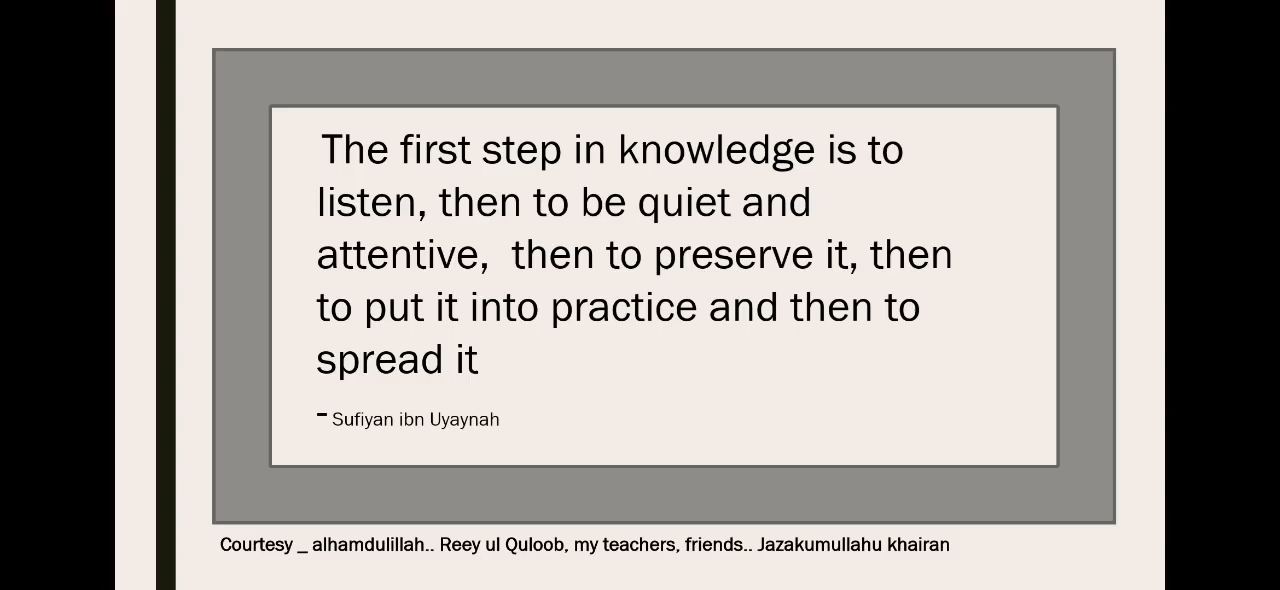 The first step in knowledge is to
listen, then to be quiet and
attentive,  then to preserve it, then
to put it into practice and then to
spread it
- Sufiyan ibn Uyaynah
Courtesy _ alhamdulillah.. Reey ul Quloob, my teachers, friends.. Jazakumullahu khairan